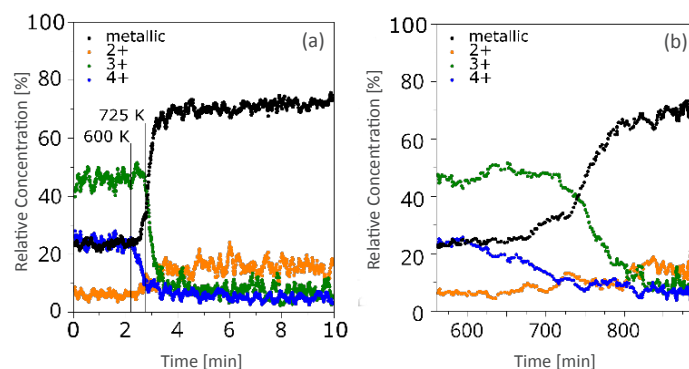 metallic
2+
3+
4+
(a)
725 K
600 K
Relative Concentration [%]
100
80
60
40
20
0
0 2 4 6 8 10
Time [min]
metallic
2+
3+
4+
(b)
Relative Concentration [%]
100
80
60
40
20
0
600 700 800
Time [min]